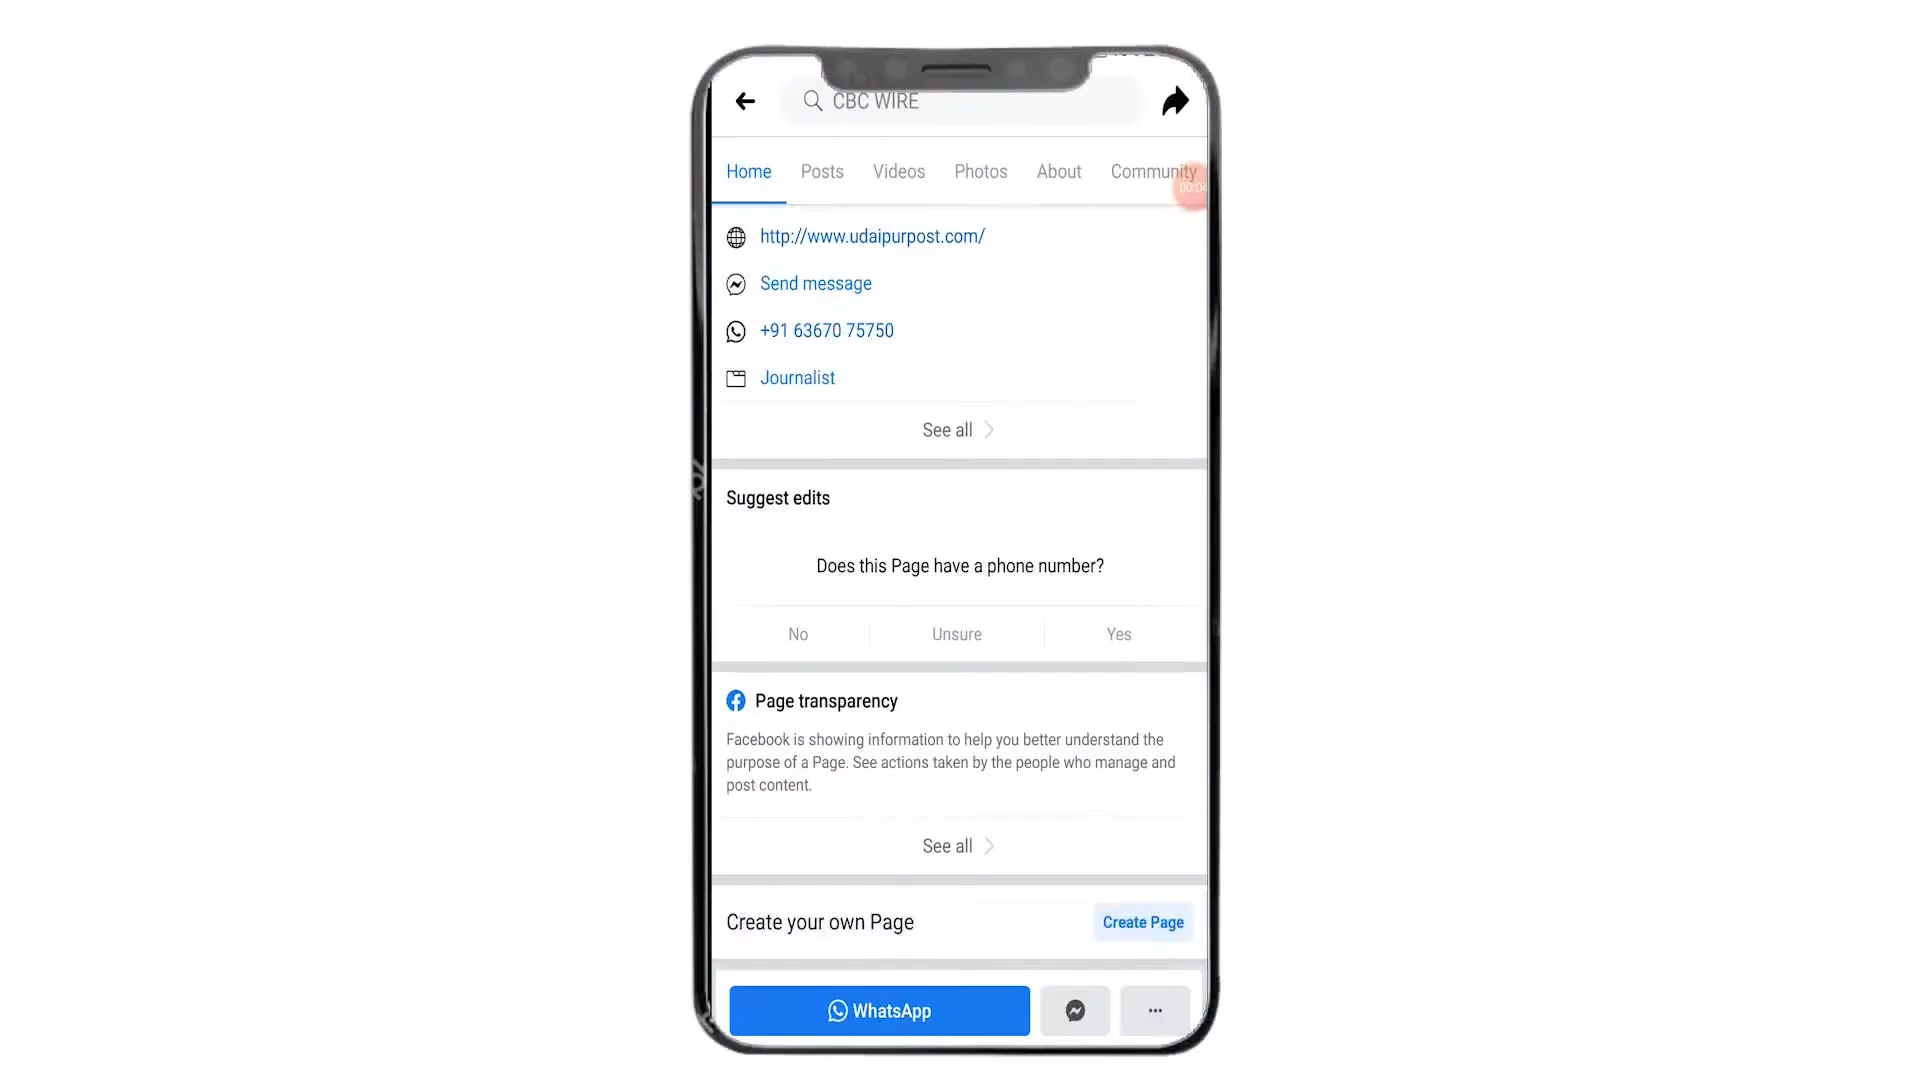 CBC WIRE
Home Posts Videos Photos About Community
http://www.udaipurpost.com/
Send message
+91 63670 75750
Journalist
See all
Suggest edits
Does this Page have a phone number?
No Unsure Yes
Page transparency
Facebook is showing information to help you better understand the
purpose of a Page. See actions taken by the people who manage and
post content.
See all
Create your own Page Create Page
WhatsApp